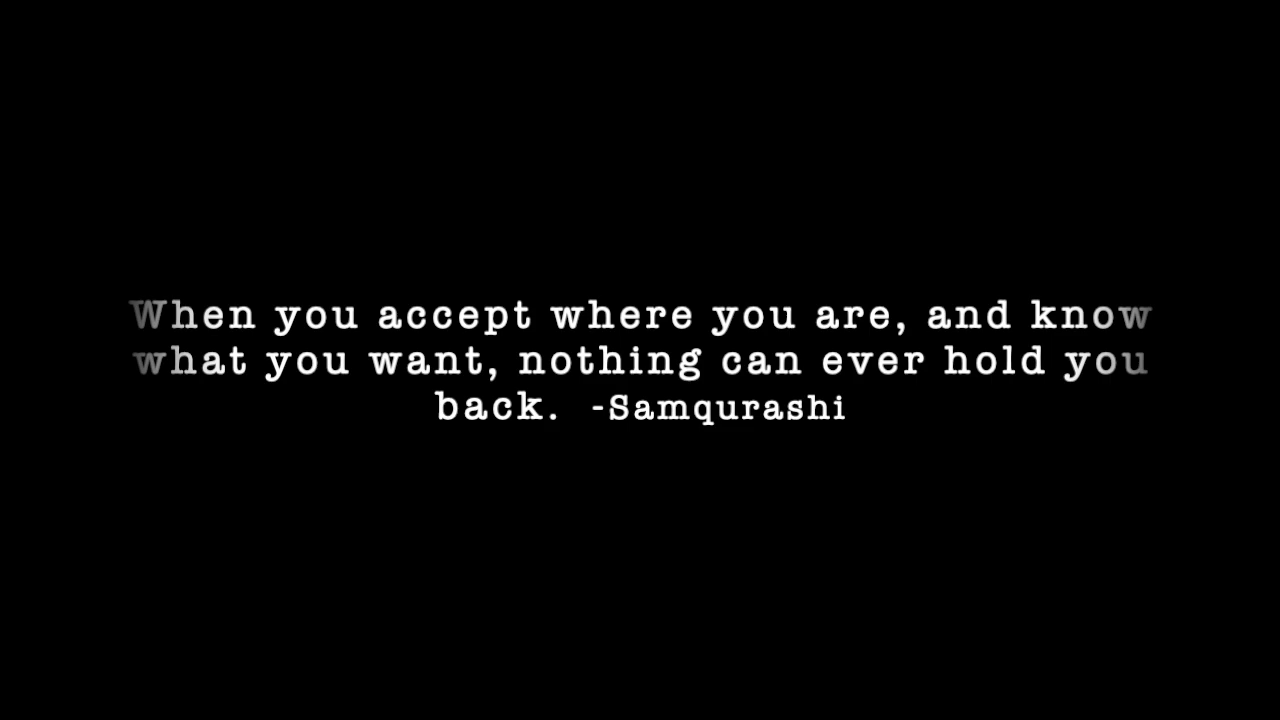 When you accept where you are, and know
what you want, nothing can ever hold you
back. -Samqurashi